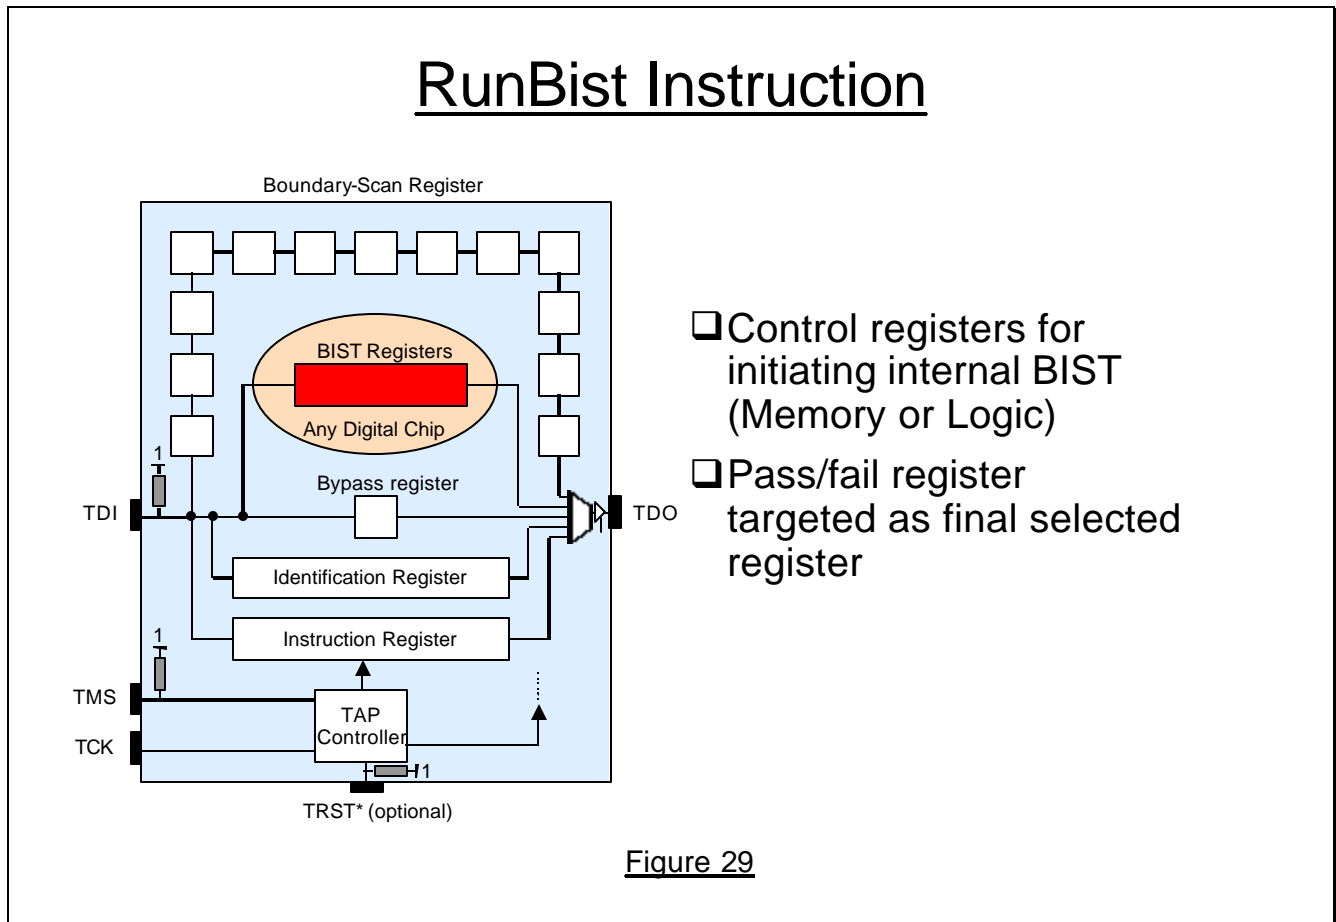 RunBist Instruction
Boundary-Scan Register
BIST Registers
Any Digital Chip
1
Bypass register
TDI
TDO
Identification Register
1
Instruction Register
TMS
TAP
Controller
TCK
1
TRST* (optional)
❑Control registers for
initiating internal BIST
(Memory or Logic)
❑Pass/fail register
targeted as final selected
register
Figure 29